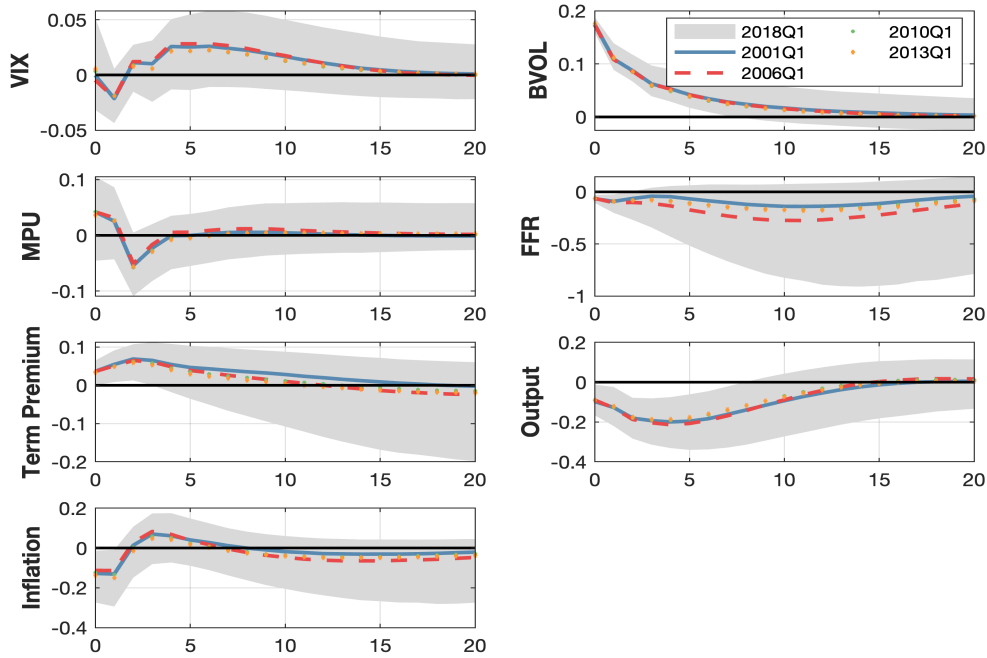 0.05
0
-0.05
VIX
0 5 10 15 20
0.2
0.1
0
BVOL
2018Q1
2001Q1
2006Q1
2010Q1
2013Q1
0 5 10 15 20
0.1
0
-0.1
MPU
0 5 10 15 20
0
-0.5
-1
FFR
0 5 10 15 20
0.1
0
-0.1
-0.2
Term Premium
0 5 10 15 20
0.2
0
-0.2
-0.4
Output
0 5 10 15 20
0.2
0
-0.2
-0.4
Inflation
0 5 10 15 20